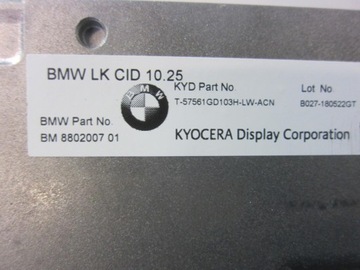 BMW LK CID 10.25
KYD Part No.
T-57561GD103H-LW-ACN
Lot No.
B027-180522GT
BMW
BMW Part No.
BM 8802007 01
KYOCERA Display Corporation